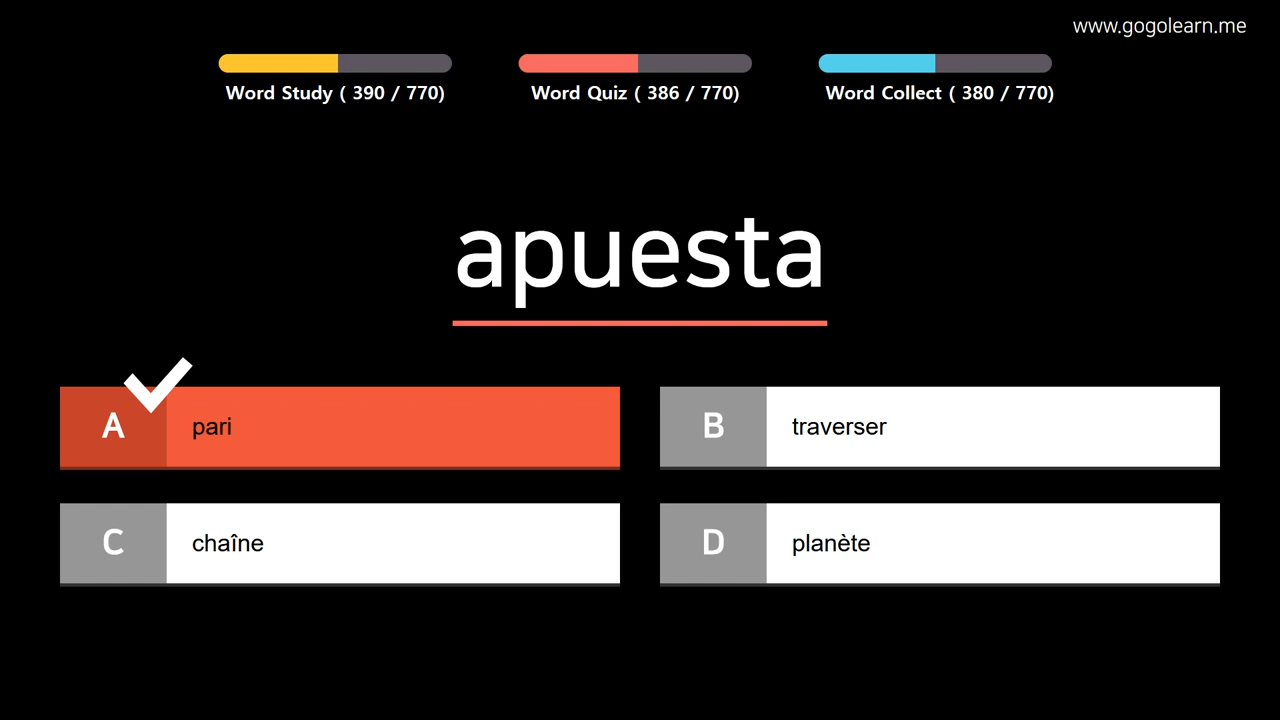 www.gogolearn.me
Word Study ( 390 / 770)
Word Quiz ( 386 / 770)
Word Collect ( 380 / 770)
apuesta
A pari
B traverser
C chaîne
D planète